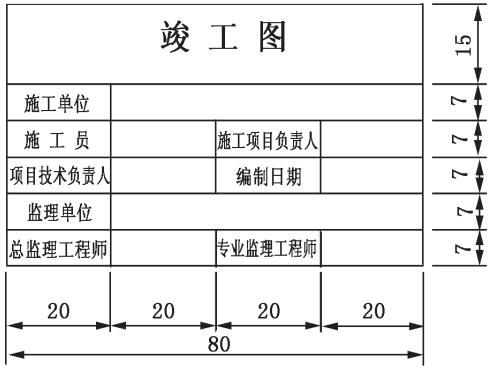 竣工图
15
施工单位
7
施工员
施工项目负责人
7
项目技术负责人
编制日期
7
监理单位
7
总监理工程师
专业监理工程师
7
20
20
20
20
80